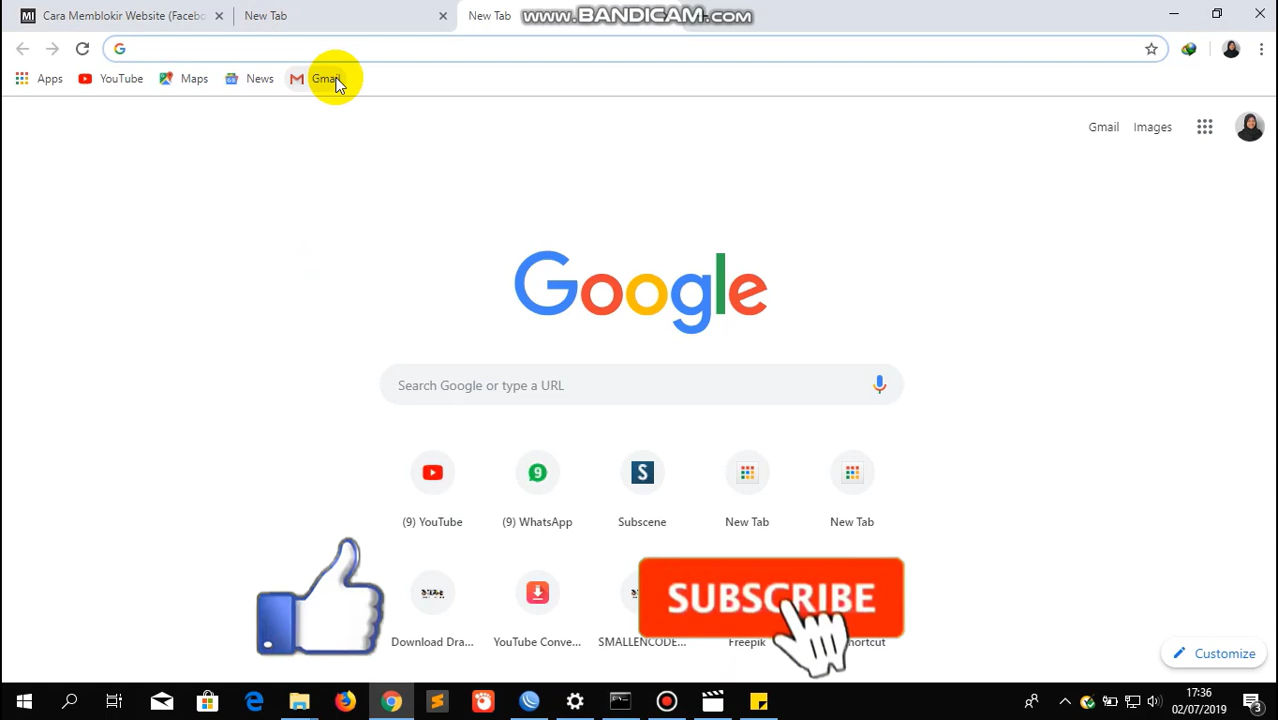 Cara Memblokir Website (Facebo
New Tab
New Tab
WWW.BANDICAM.COM
Apps
YouTube
Maps
News
Gmail
Gmail
Images
Google
Search Google or type a URL
(9) YouTube
(9) WhatsApp
Subscene
New Tab
New Tab
Download Dra...
YouTube Conve...
SMALLENCODE...
Freepik
SUBSCRIBE
Customize
17:36
02/07/2019